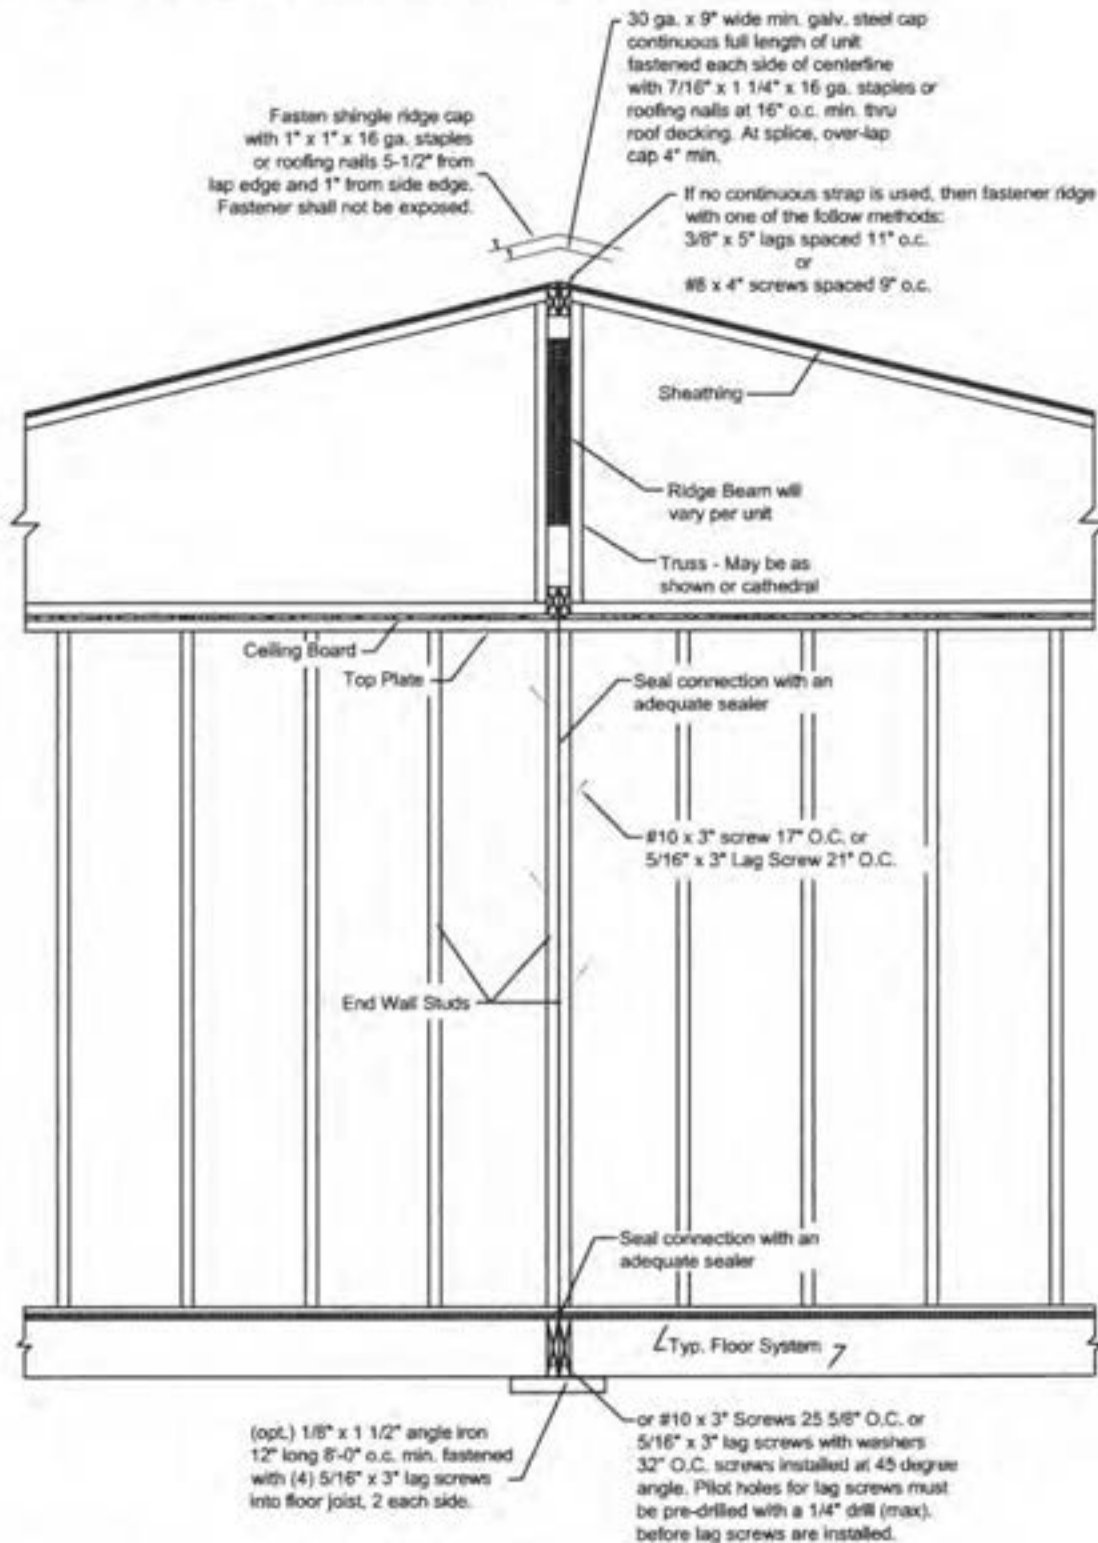 30 ga. x 9" wide min. galv. steel cap
continuous full length of unit
fastened each side of centerline
with 7/16" x 1 1/4" x 16 ga. staples or
roofing nails at 16" o.c. min. thru
roof decking. At splice, over-lap
cap 4" min.
Fasten shingle ridge cap
with 1" x 1" x 16 ga. staples
or roofing nails 5-1/2" from
lap edge and 1" from side edge.
Fastener shall not be exposed.
If no continuous strap is used, then fastener ridge
with one of the follow methods:
3/8" x 5" lags spaced 11" o.c.
or
#8 x 4" screws spaced 9" o.c.
Sheathing
Ridge Beam will
vary per unit
Truss - May be as
shown or cathedral
Ceiling Board
Top Plate
Seal connection with an
adequate sealer
#10 x 3" screw 17" O.C. or
5/16" x 3" Lag Screw 21" O.C.
End Wall Studs
Seal connection with an
adequate sealer
Typ. Floor System
(opt.) 1/8" x 1 1/2" angle iron
12" long 8'-0" o.c. min. fastened
with (4) 5/16" x 3" lag screws
into floor joist, 2 each side.
or #10 x 3" Screws 25 5/8" O.C. or
5/16" x 3" lag screws with washers
32" O.C. screws installed at 45 degree
angle. Pilot holes for lag screws must
be pre-drilled with a 1/4" drill (max).
before lag screws are installed.